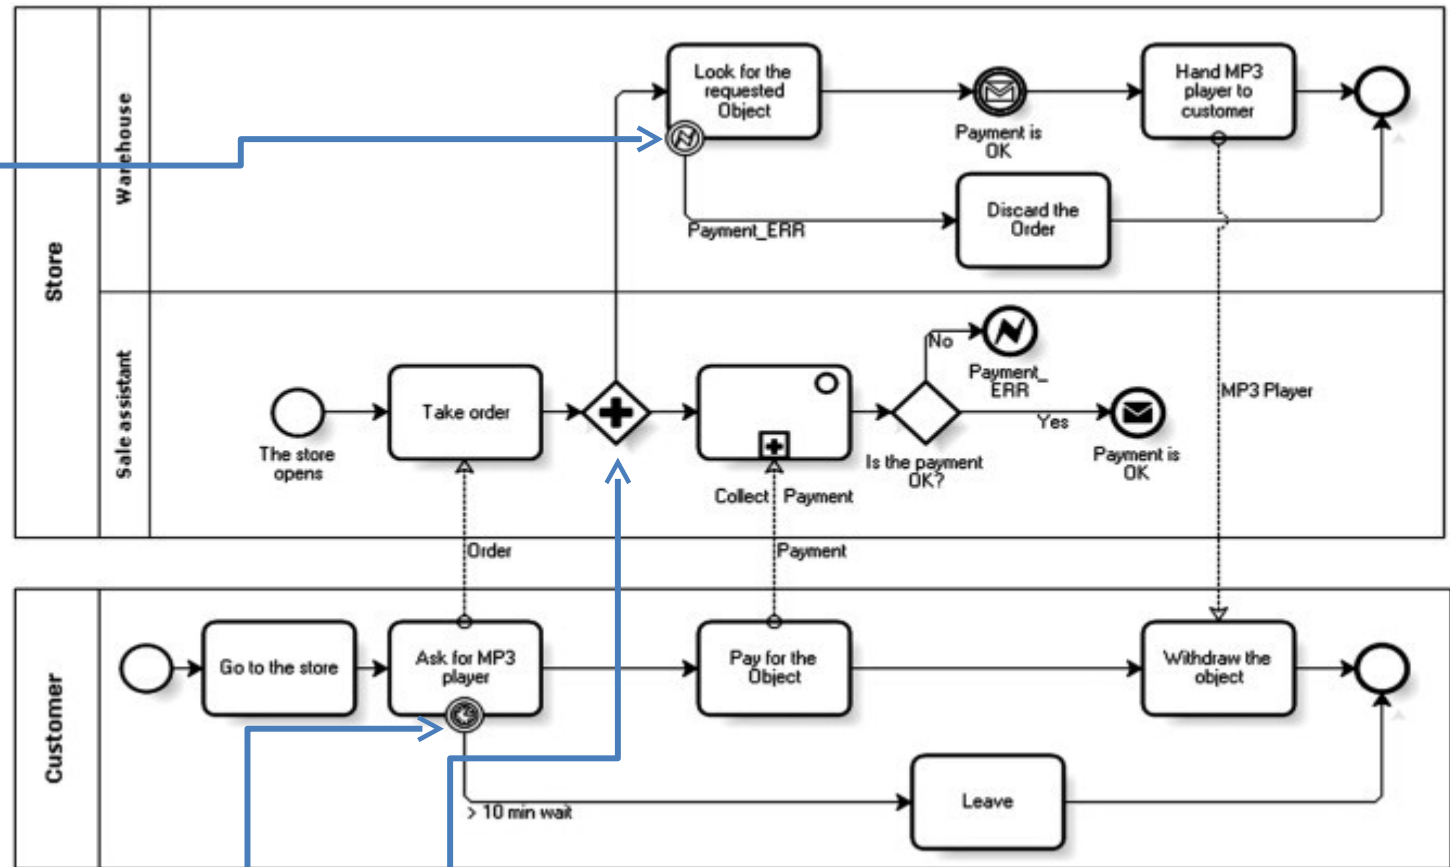 Store
Warehouse
Look for the
requested
Object
Payment is
OK
Hand MP3
player to
customer
Payment_ERR
Discard the
Order
Sale assistant
The store
opens
Take order
Collect Payment
Is the payment
OK?
No
Payment_
ERR
Yes
Payment is
OK
MP3 Player
Order
Payment
Customer
Go to the store
Ask for MP3
player
Pay for the
Object
Withdraw the
object
> 10 min wait
Leave